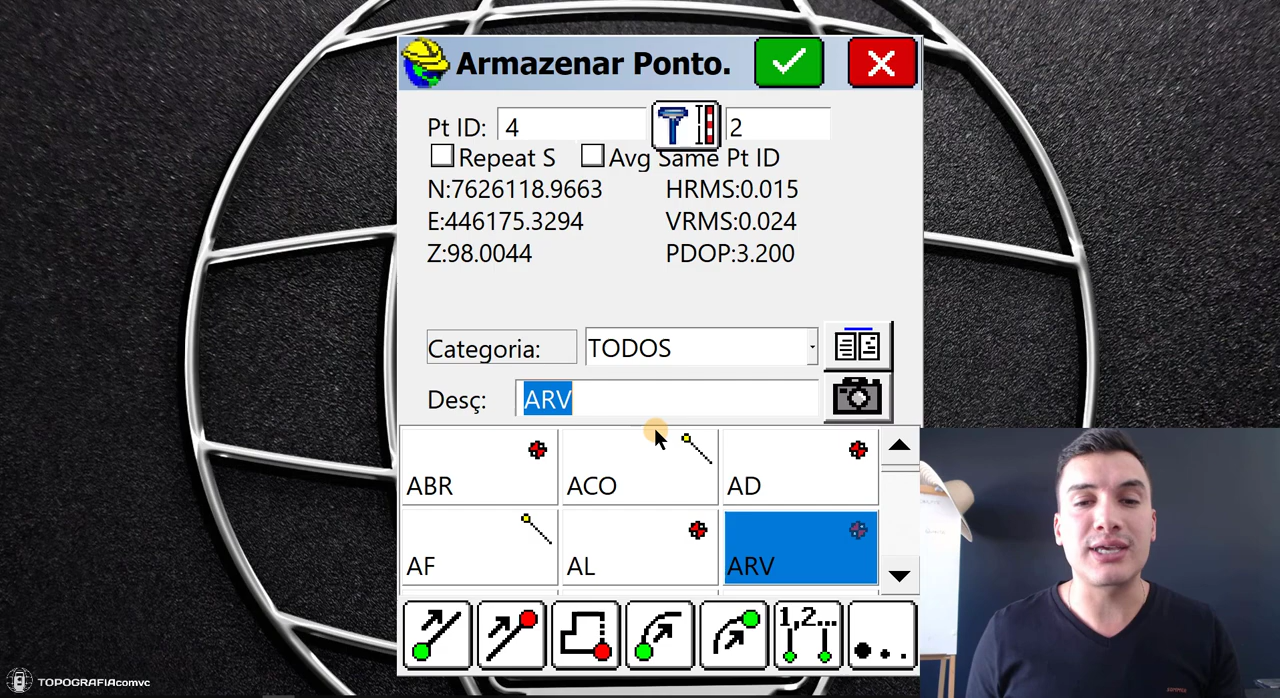 Armazenar Ponto.
Pt ID: 4 2
Repeat S Avg Same Pt ID
N:7626118.9663 HRMS:0.015
E:446175.3294 VRMS:0.024
Z:98.0044 PDOP:3.200
Categoria: TODOS
Desç: ARV
ABR ACO AD
AF AL ARV
1,2...
TOPOGRAFIAcomvc